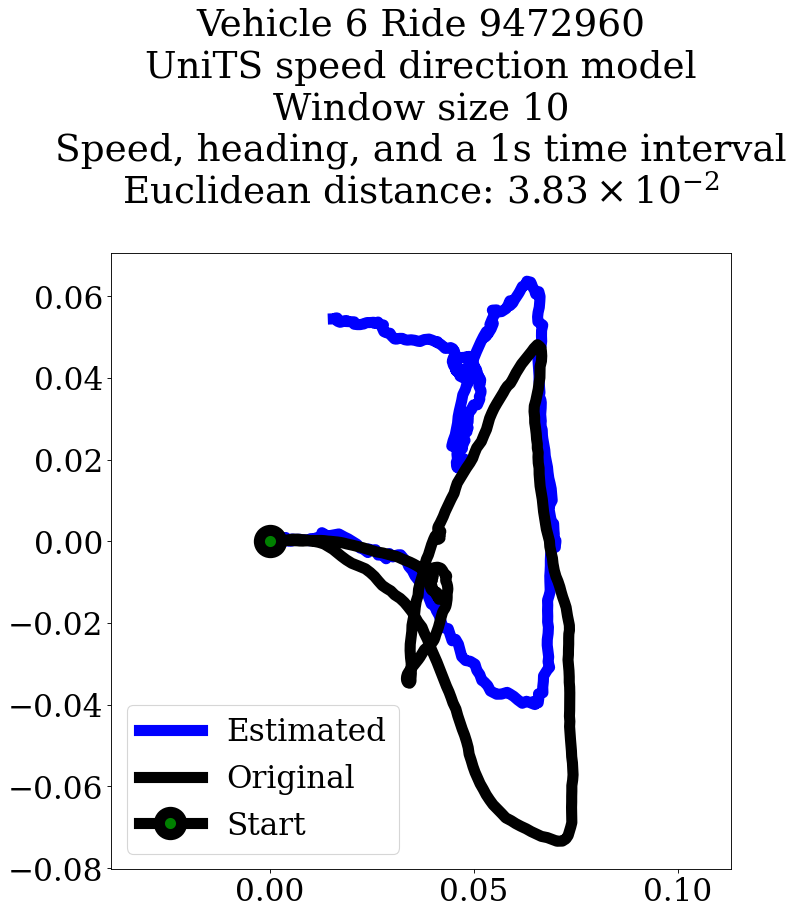 Vehicle 6 Ride 9472960
UniTS speed direction model
Window size 10
Speed, heading, and a 1s time interval
Euclidean distance: 3.83 × 10⁻²
0.06
0.04
0.02
0.00
−0.02
−0.04
−0.06
−0.08
Estimated
Original
Start
0.00 0.05 0.10